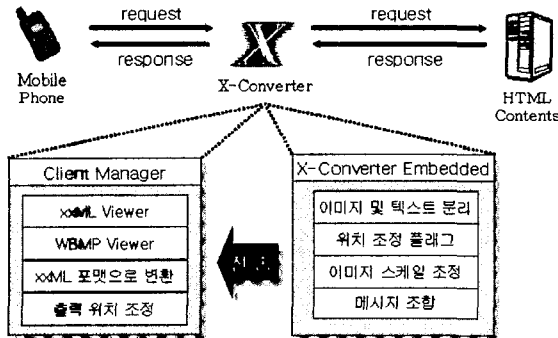 request
request
response
response
Mobile
Phone
X-Converter
HTML
Contents
Client Manager
xxML Viewer
WBMP Viewer
xxML 포맷으로 변환
출력 위치 조정
X-Converter Embedded
이미지 및 텍스트 분리
위치 조정 플래그
이미지 스케일 조정
메시지 조합